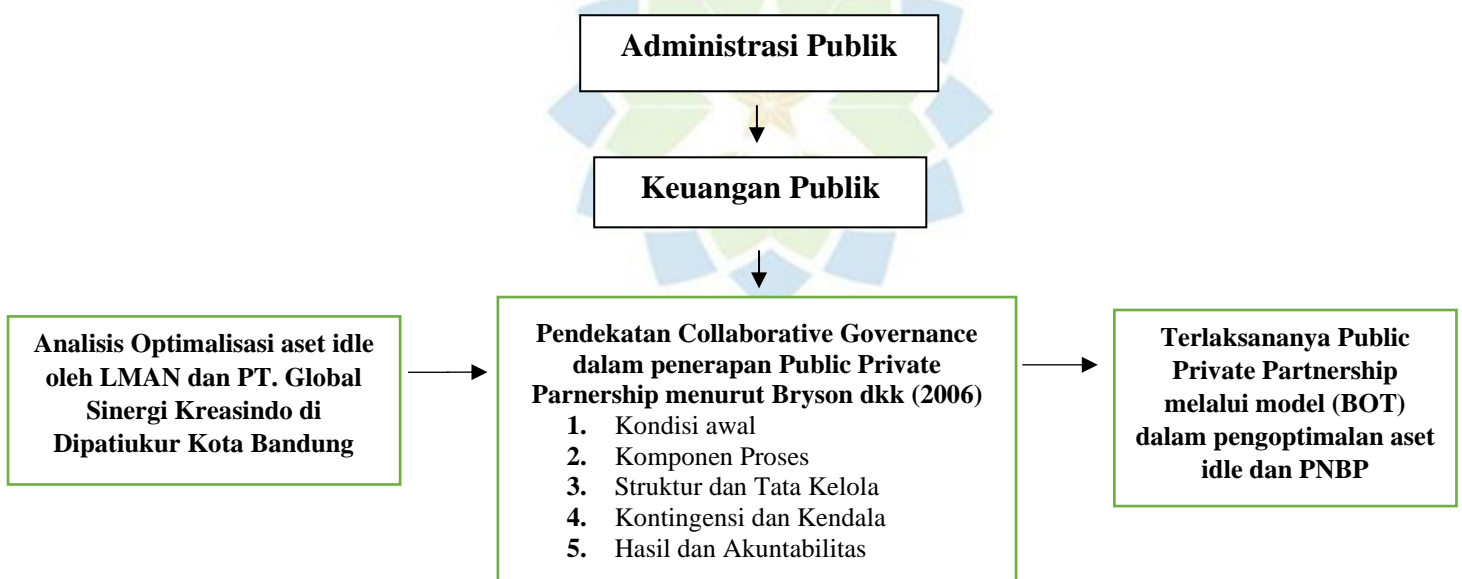 Administrasi Publik
Keuangan Publik
Analisis Optimalisasi aset idle
oleh LMAN dan PT. Global
Sinergi Kreasindo di
Dipatiukur Kota Bandung
Pendekatan Collaborative Governance
dalam penerapan Public Private
Parnership menurut Bryson dkk (2006)
1. Kondisi awal
2. Komponen Proses
3. Struktur dan Tata Kelola
4. Kontingensi dan Kendala
5. Hasil dan Akuntabilitas
Terlaksananya Public
Private Partnership
melalui model (BOT)
dalam pengoptimalan aset
idle dan PNBP